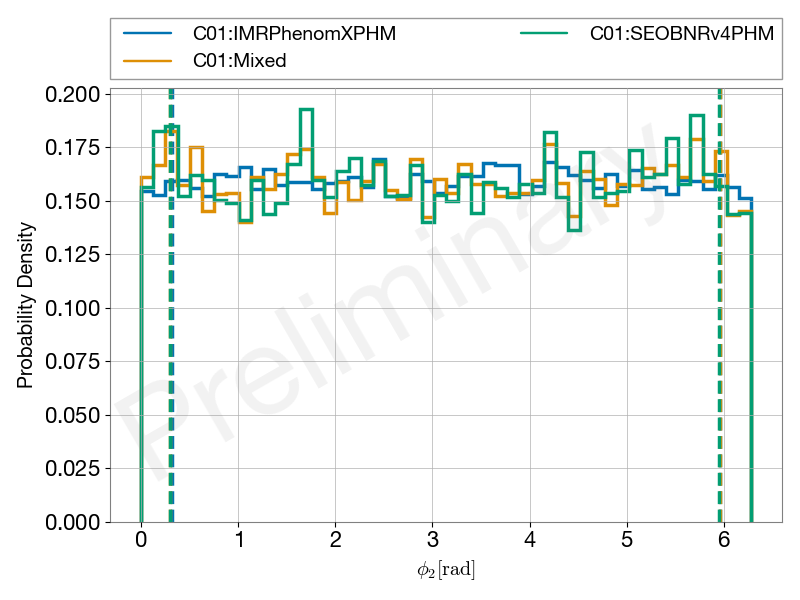 C01:IMRPhenomXPHM
C01:Mixed
C01:SEOBNRv4PHM
0.200
0.175
0.150
0.125
0.100
0.075
0.050
0.025
0.000
Probability Density
Preliminary
0 1 2 3 4 5 6
ϕ₂[rad]